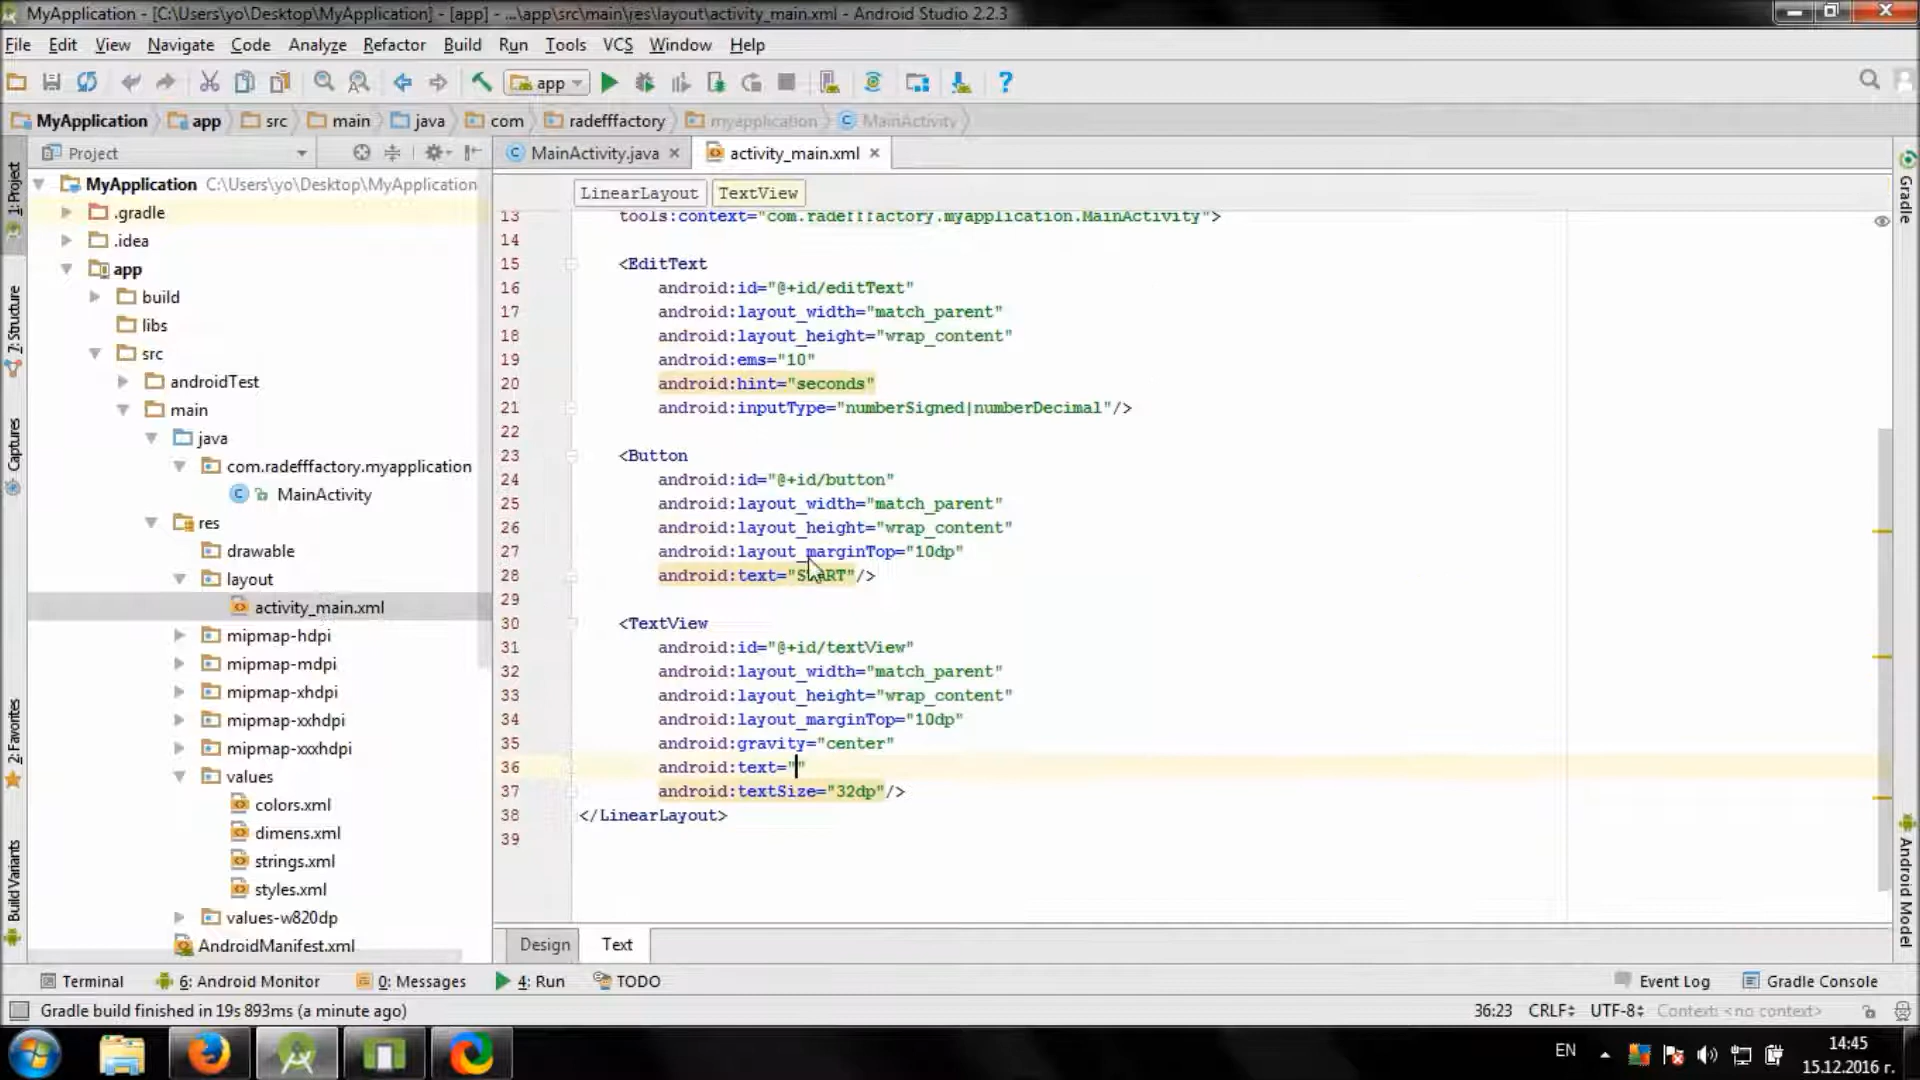 MyApplication - [C:\Users\yo\Desktop\MyApplication] - [app] - ...\app\src\main\res\layout\activity_main.xml - Android Studio 2.2.3
File Edit View Navigate Code Analyze Refactor Build Run Tools VCS Window Help
app
MyApplication app src main java com radefffactory myapplication MainActivity
Project
MainActivity.java activity_main.xml
LinearLayout TextView
1: Project
7: Structure
Captures
2: Favorites
Build Variants
MyApplication C:\Users\yo\Desktop\MyApplication
.gradle
.idea
app
build
libs
src
androidTest
main
java
com.radefffactory.myapplication
MainActivity
res
drawable
layout
activity_main.xml
mipmap-hdpi
mipmap-mdpi
mipmap-xhdpi
mipmap-xxhdpi
mipmap-xxxhdpi
values
colors.xml
dimens.xml
strings.xml
styles.xml
values-w820dp
AndroidManifest.xml
13 tools:context="com.radefffactory.myapplication.MainActivity">
14
15 <EditText
16 android:id="@+id/editText"
17 android:layout_width="match_parent"
18 android:layout_height="wrap_content"
19 android:ems="10"
20 android:hint="seconds"
21 android:inputType="numberSigned|numberDecimal"/>
22
23 <Button
24 android:id="@+id/button"
25 android:layout_width="match_parent"
26 android:layout_height="wrap_content"
27 android:layout_marginTop="10dp"
28 android:text="START"/>
29
30 <TextView
31 android:id="@+id/textView"
32 android:layout_width="match_parent"
33 android:layout_height="wrap_content"
34 android:layout_marginTop="10dp"
35 android:gravity="center"
36 android:text=""
37 android:textSize="32dp"/>
38 </LinearLayout>
39
Gradle
Android Model
Design Text
Terminal 6: Android Monitor 0: Messages 4: Run TODO Event Log Gradle Console
Gradle build finished in 19s 893ms (a minute ago) 36:23 CRLF UTF-8 Context: <no context>
EN 14:45
15.12.2016 г.